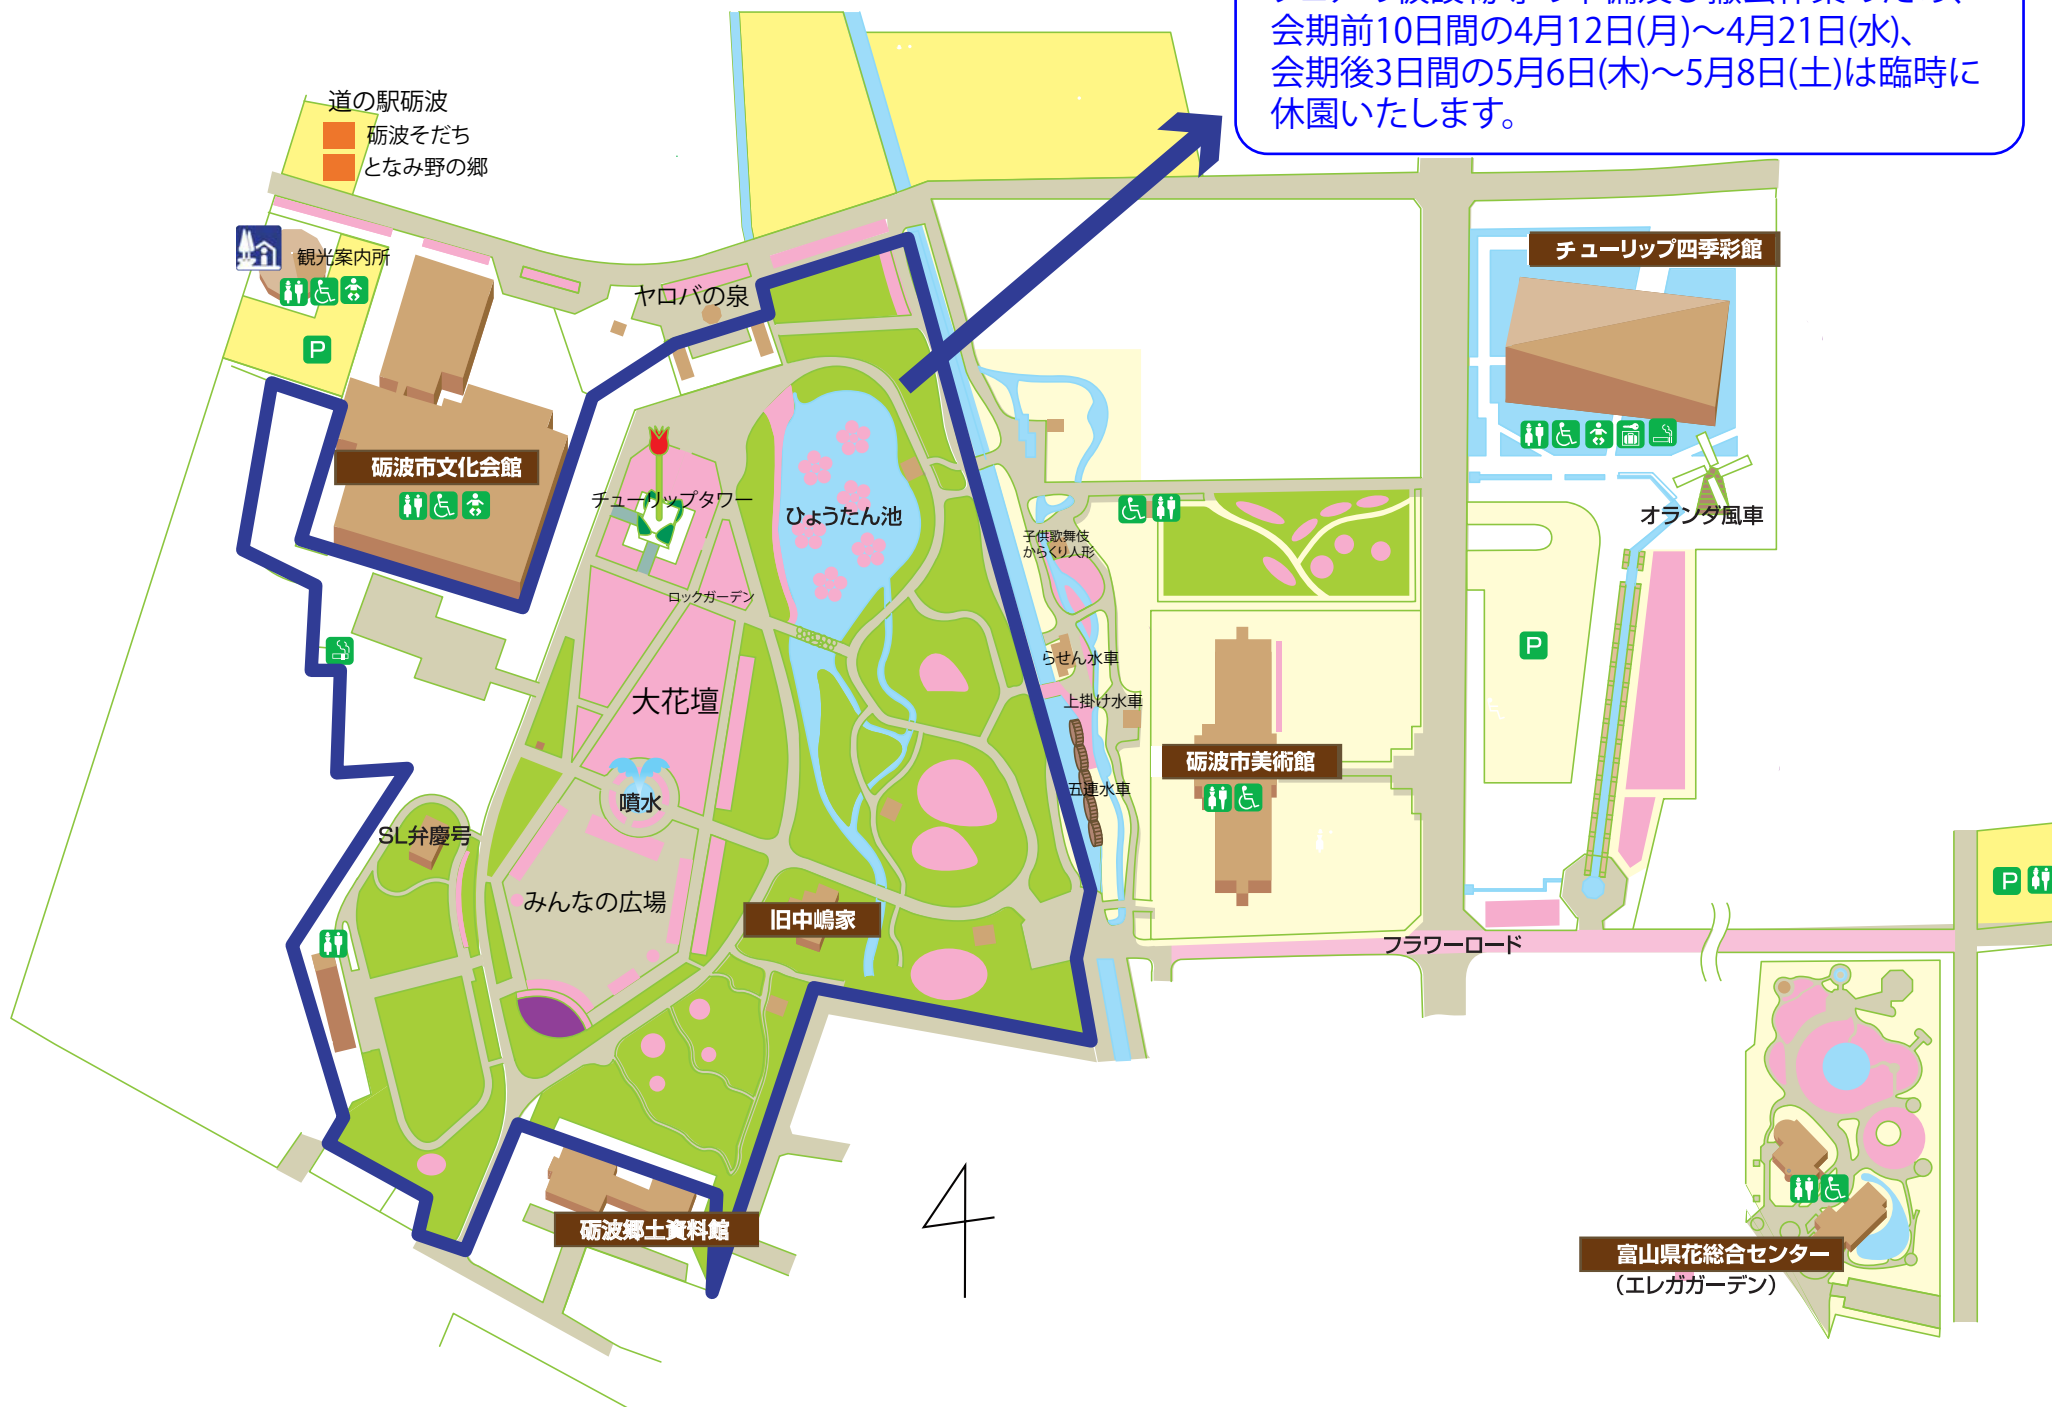 会期前10日間の4月12日(月)～4月21日(水)、
会期後3日間の5月6日(木)～5月8日(土)は臨時に
休園いたします。
道の駅砺波
砺波そだち
となみ野の郷
観光案内所
P
ヤロバの泉
チューリップ四季彩館
砺波市文化会館
チューリップタワー
ひょうたん池
オランダ風車
子供歌舞伎
からくり人形
ロックガーデン
P
らせん水車
大花壇
上掛け水車
砺波市美術館
五連水車
噴水
SL弁慶号
P
みんなの広場
旧中嶋家
フラワーロード
砺波郷土資料館
富山県花総合センター
（エレガガーデン）